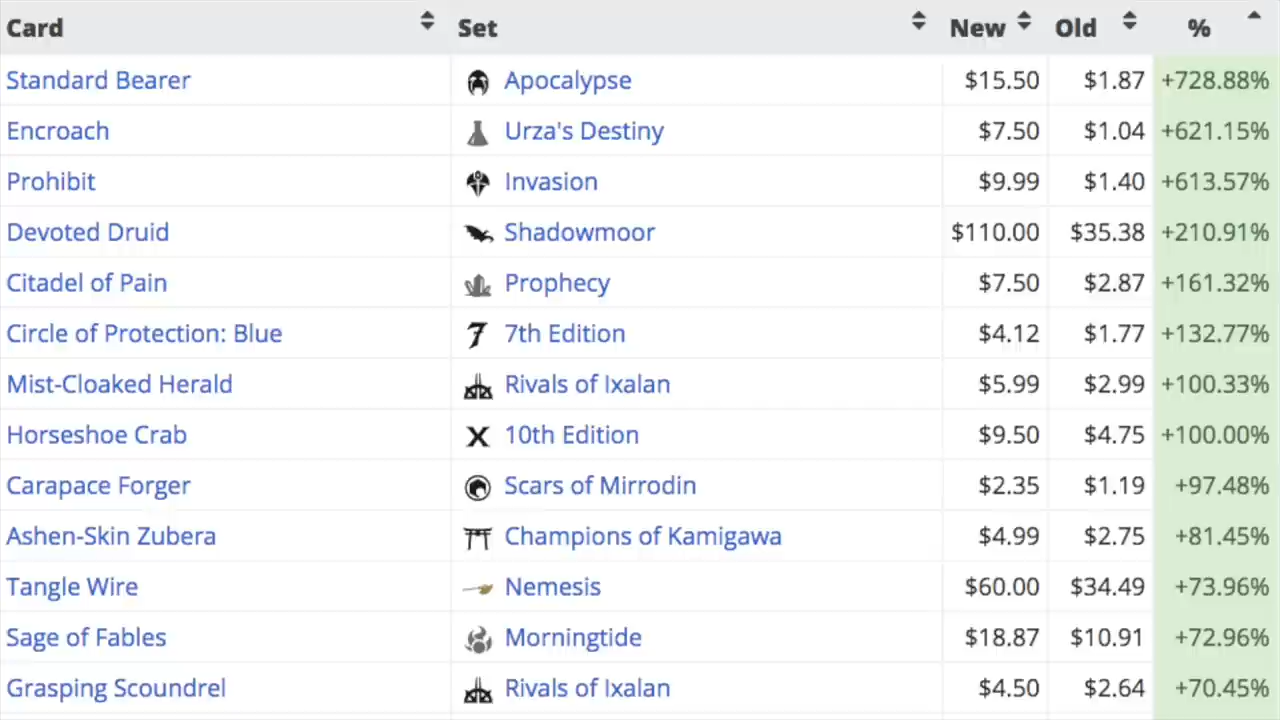 Card Set New Old %
Standard Bearer Apocalypse $15.50 $1.87 +728.88%
Encroach Urza's Destiny $7.50 $1.04 +621.15%
Prohibit Invasion $9.99 $1.40 +613.57%
Devoted Druid Shadowmoor $110.00 $35.38 +210.91%
Citadel of Pain Prophecy $7.50 $2.87 +161.32%
Circle of Protection: Blue 7th Edition $4.12 $1.77 +132.77%
Mist-Cloaked Herald Rivals of Ixalan $5.99 $2.99 +100.33%
Horseshoe Crab 10th Edition $9.50 $4.75 +100.00%
Carapace Forger Scars of Mirrodin $2.35 $1.19 +97.48%
Ashen-Skin Zubera Champions of Kamigawa $4.99 $2.75 +81.45%
Tangle Wire Nemesis $60.00 $34.49 +73.96%
Sage of Fables Morningtide $18.87 $10.91 +72.96%
Grasping Scoundrel Rivals of Ixalan $4.50 $2.64 +70.45%